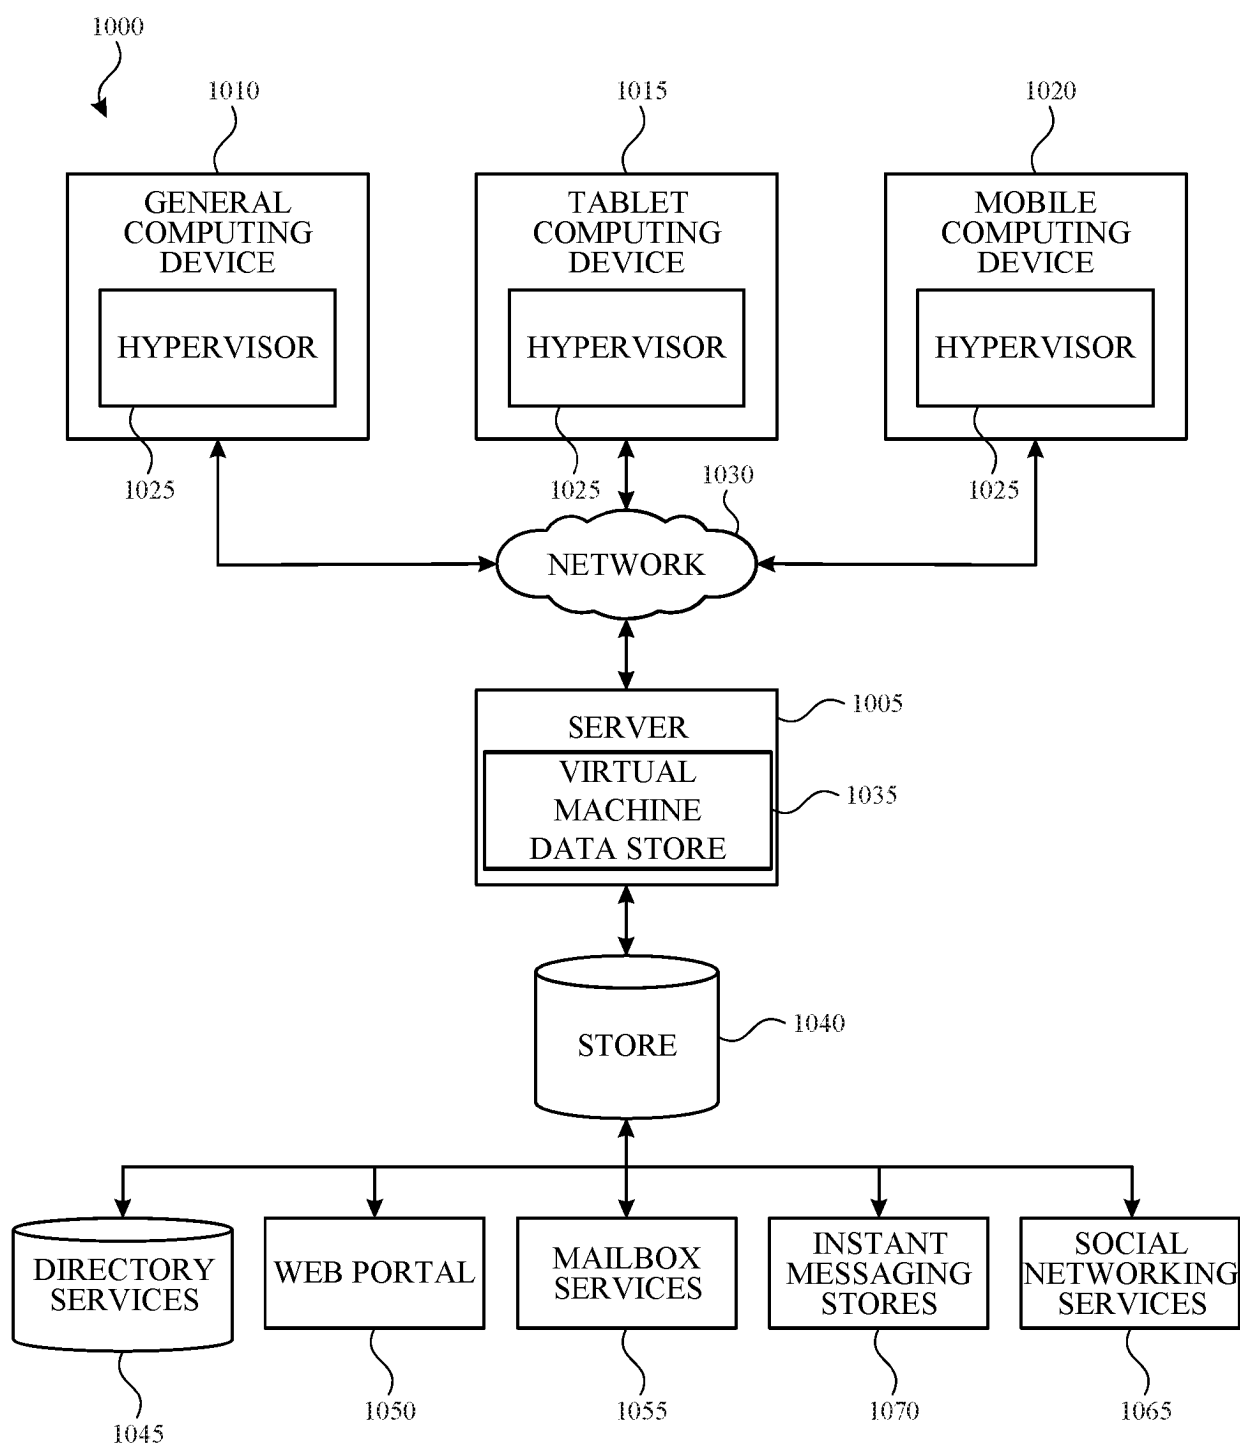 1000
1010
1015
1020
GENERAL
COMPUTING
DEVICE
HYPERVISOR
1025
TABLET
COMPUTING
DEVICE
HYPERVISOR
1025
MOBILE
COMPUTING
DEVICE
HYPERVISOR
1025
1030
NETWORK
1005
SERVER
VIRTUAL
MACHINE
DATA STORE
1035
STORE
1040
DIRECTORY
SERVICES
WEB PORTAL
MAILBOX
SERVICES
INSTANT
MESSAGING
STORES
SOCIAL
NETWORKING
SERVICES
1045
1050
1055
1070
1065